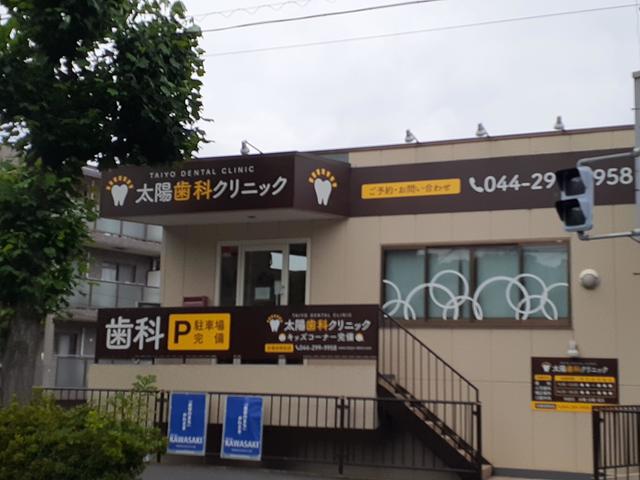 TAIYO DENTAL CLINIC
太陽歯科クリニック
ご予約・お問い合わせ
044-299-9958
歯科
P
駐車場
完備
TAIYO DENTAL CLINIC
太陽歯科クリニック
キッズコーナー完備
044-299-9958
太陽歯科クリニック
KAWASAKI
KAWASAKI